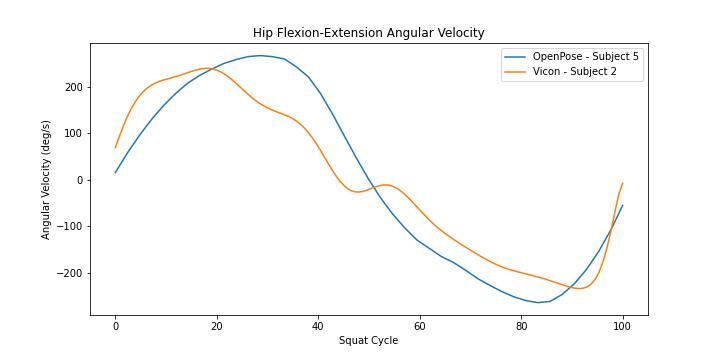 Hip Flexion-Extension Angular Velocity
OpenPose - Subject 5
Vicon - Subject 2
Angular Velocity (deg/s)
200
100
0
−100
−200
0 20 40 60 80 100
Squat Cycle